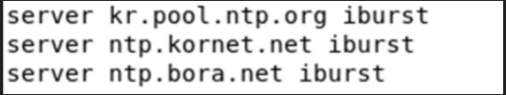 server kr.pool.ntp.org iburst
server ntp.kornet.net iburst
server ntp.bora.net iburst